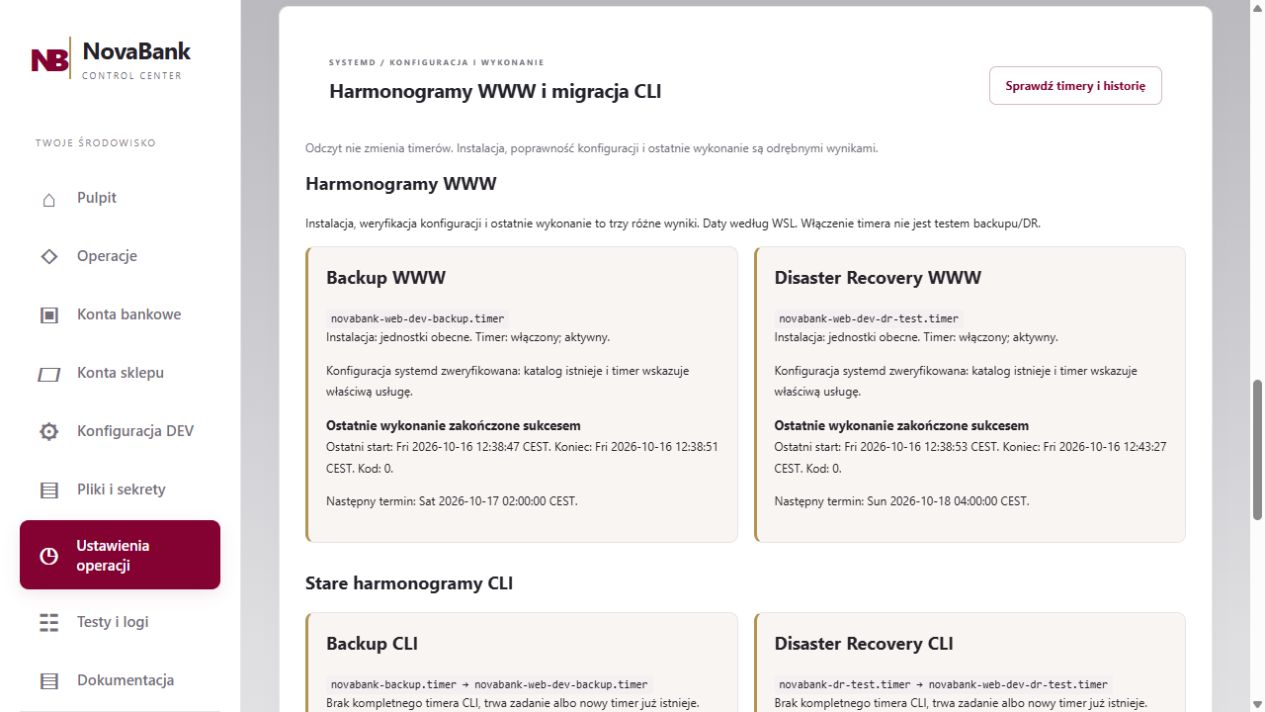 NB
NovaBank
CONTROL CENTER
TWOJE ŚRODOWISKO
Pulpit
Operacje
Konta bankowe
Konta sklepu
Konfiguracja DEV
Pliki i sekrety
Ustawienia
operacji
Testy i logi
Dokumentacja
SYSTEMD / KONFIGURACJA I WYKONANIE
Harmonogramy WWW i migracja CLI
Sprawdź timery i historię
Odczyt nie zmienia timerów. Instalacja, poprawność konfiguracji i ostatnie wykonanie są odrębnymi wynikami.
Harmonogramy WWW
Instalacja, weryfikacja konfiguracji i ostatnie wykonanie to trzy różne wyniki. Daty według WSL. Włączenie timera nie jest testem backupu/DR.
Backup WWW
novabank-web-dev-backup.timer
Instalacja: jednostki obecne. Timer: włączony; aktywny.
Konfiguracja systemd zweryfikowana: katalog istnieje i timer wskazuje
właściwą usługę.
Ostatnie wykonanie zakończone sukcesem
Ostatni start: Fri 2026-10-16 12:38:47 CEST. Koniec: Fri 2026-10-16 12:38:51
CEST. Kod: 0.
Następny termin: Sat 2026-10-17 02:00:00 CEST.
Disaster Recovery WWW
novabank-web-dev-dr-test.timer
Instalacja: jednostki obecne. Timer: włączony; aktywny.
Konfiguracja systemd zweryfikowana: katalog istnieje i timer wskazuje
właściwą usługę.
Ostatnie wykonanie zakończone sukcesem
Ostatni start: Fri 2026-10-16 12:38:53 CEST. Koniec: Fri 2026-10-16 12:43:27
CEST. Kod: 0.
Następny termin: Sun 2026-10-18 04:00:00 CEST.
Stare harmonogramy CLI
Backup CLI
novabank-backup.timer → novabank-web-dev-backup.timer
Brak kompletnego timera CLI, trwa zadanie albo nowy timer już istnieje.
Disaster Recovery CLI
novabank-dr-test.timer → novabank-web-dev-dr-test.timer
Brak kompletnego timera CLI, trwa zadanie albo nowy timer już istnieje.